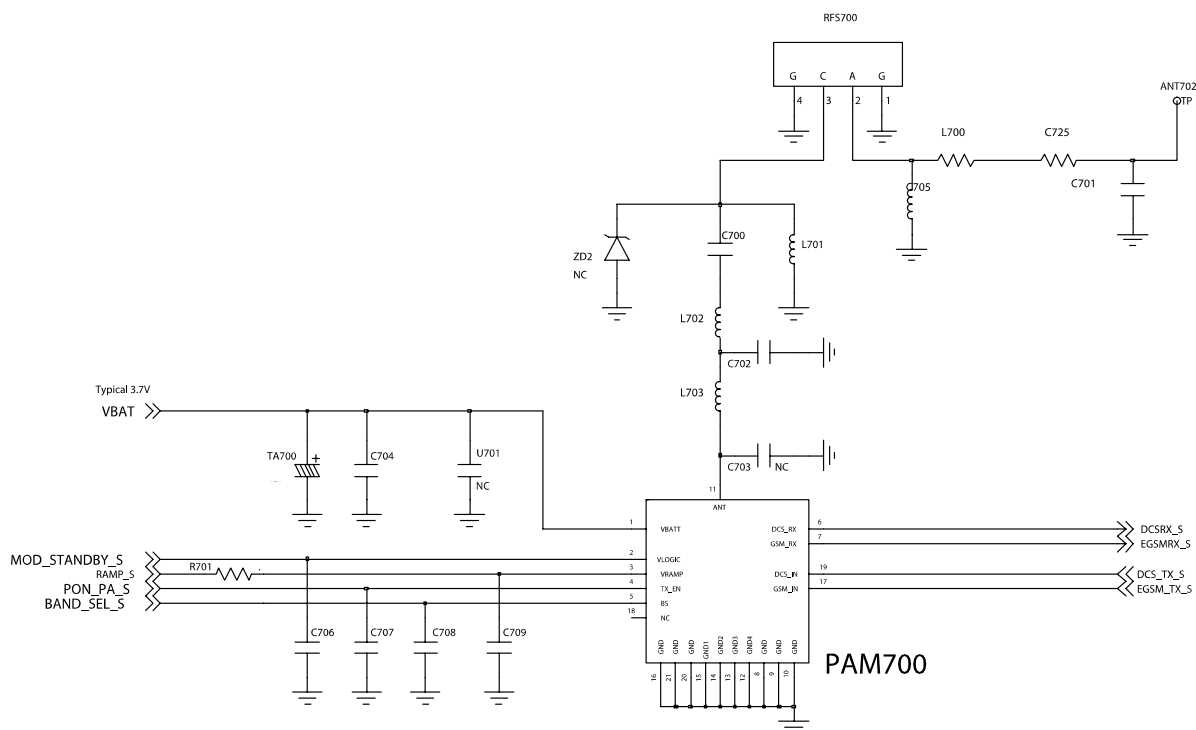 RFS700
G C A G
4 3 2 1
ANT702
TP
L700
C725
C701
C705
C700
L701
ZD2
NC
L702
C702
L703
Typical 3.7V
VBAT
TA700
+
C704
U701
NC
C703
NC
11
ANT
1
VBATT
DCS_RX
6
DCSRX_S
GSM_RX
7
EGSMRX_S
MOD_STANDBY_S
2
VLOGIC
RAMP_S
R701
3
VRAMP
DCS_IN
19
DCS_TX_S
PON_PA_S
4
TX_EN
GSM_IN
17
EGSM_TX_S
BAND_SEL_S
5
BS
18
NC
C706
C707
C708
C709
GND GND GND GND1 GND2 GND3 GND4 GND GND GND
16 21 20 15 14 13 12 8 9 10
PAM700